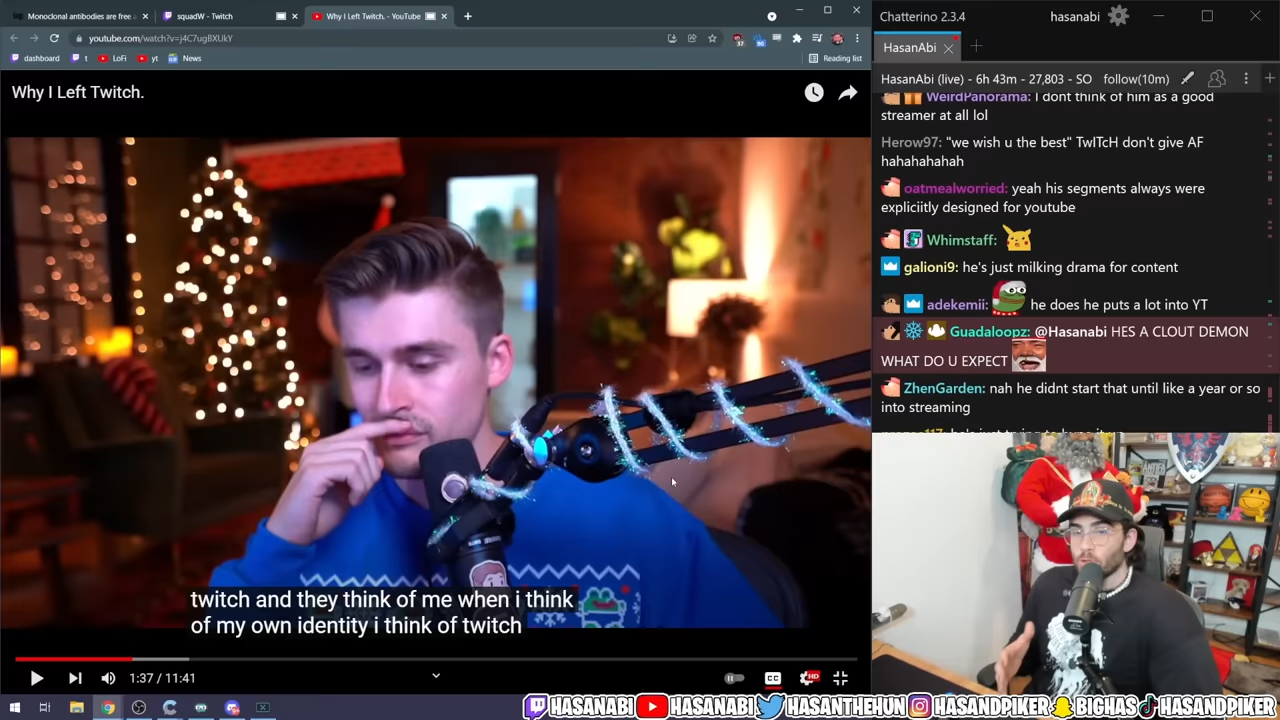 Monoclonal antibodies are free
squadW - Twitch
Why I Left Twitch. - YouTube
youtube.com/watch?v=j4C7ugBXUkY
37
90
dashboard
t
LoFi
yt
News
Reading list
Why I Left Twitch.
twitch and they think of me when i think
of my own identity i think of twitch
1:37 / 11:41
CC
HD
Chatterino 2.3.4
hasanabi
HasanAbi
HasanAbi (live) - 6h 43m - 27,803 - SO
follow(10m)
WeirdPanorama: I dont think of him as a good
streamer at all lol
Herow97: "we wish u the best" TwITcH don't give AF
hahahahahah
oatmealworried: yeah his segments always were
expliciitly designed for youtube
Whimstaff:
galioni9: he's just milking drama for content
adekemii: he does he puts a lot into YT
Guadaloopz: @Hasanabi HES A CLOUT DEMON
WHAT DO U EXPECT
ZhenGarden: nah he didnt start that until like a year or so
into streaming
HASANABI HASANABI HASANTHEHUN HASANDPIKER BIGHAS HASANDPIKER